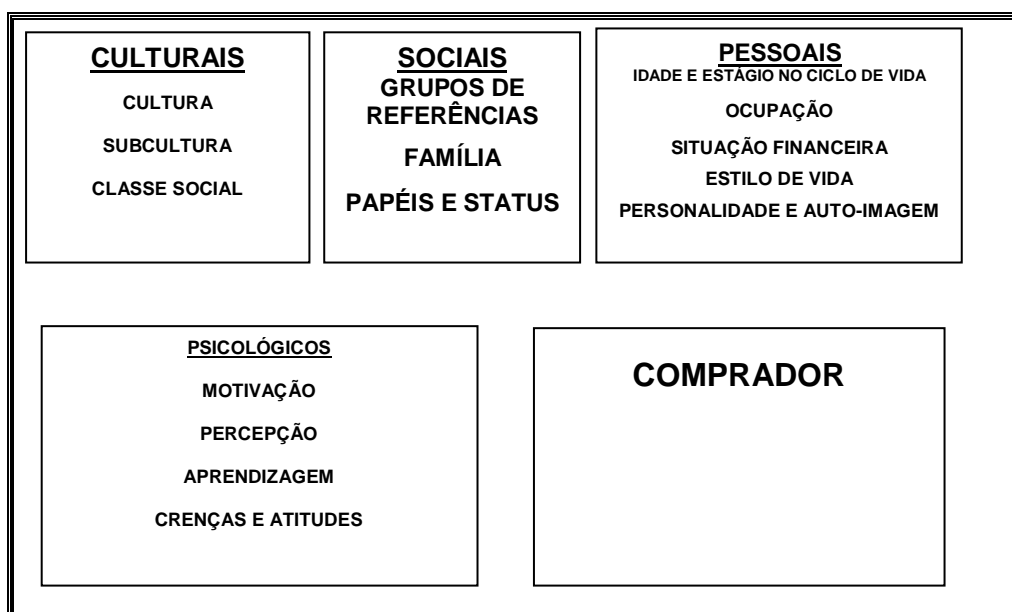 CULTURAIS
CULTURA
SUBCULTURA
CLASSE SOCIAL
SOCIAIS
GRUPOS DE
REFERÊNCIAS
FAMÍLIA
PAPÉIS E STATUS
PESSOAIS
IDADE E ESTÁGIO NO CICLO DE VIDA
OCUPAÇÃO
SITUAÇÃO FINANCEIRA
ESTILO DE VIDA
PERSONALIDADE E AUTO-IMAGEM
PSICOLÓGICOS
MOTIVAÇÃO
PERCEPÇÃO
APRENDIZAGEM
CRENÇAS E ATITUDES
COMPRADOR